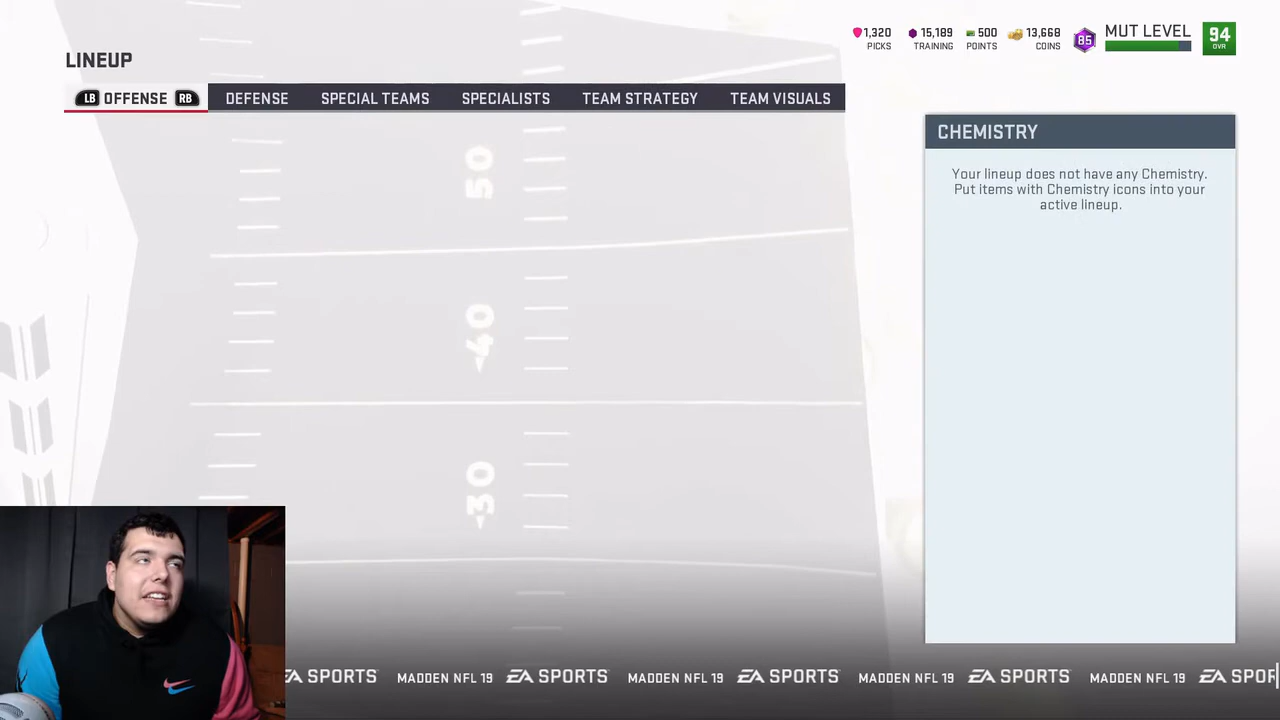 LINEUP
1,320 PICKS
15,189 TRAINING
500 POINTS
13,668 COINS
85
MUT LEVEL
94 OVR
LB OFFENSE RB
DEFENSE
SPECIAL TEAMS
SPECIALISTS
TEAM STRATEGY
TEAM VISUALS
CHEMISTRY
Your lineup does not have any Chemistry.
Put items with Chemistry icons into your
active lineup.
50
40
30
EA SPORTS MADDEN NFL 19 EA SPORTS MADDEN NFL 19 EA SPORTS MADDEN NFL 19 EA SPORTS MADDEN NFL 19 EA SPOR